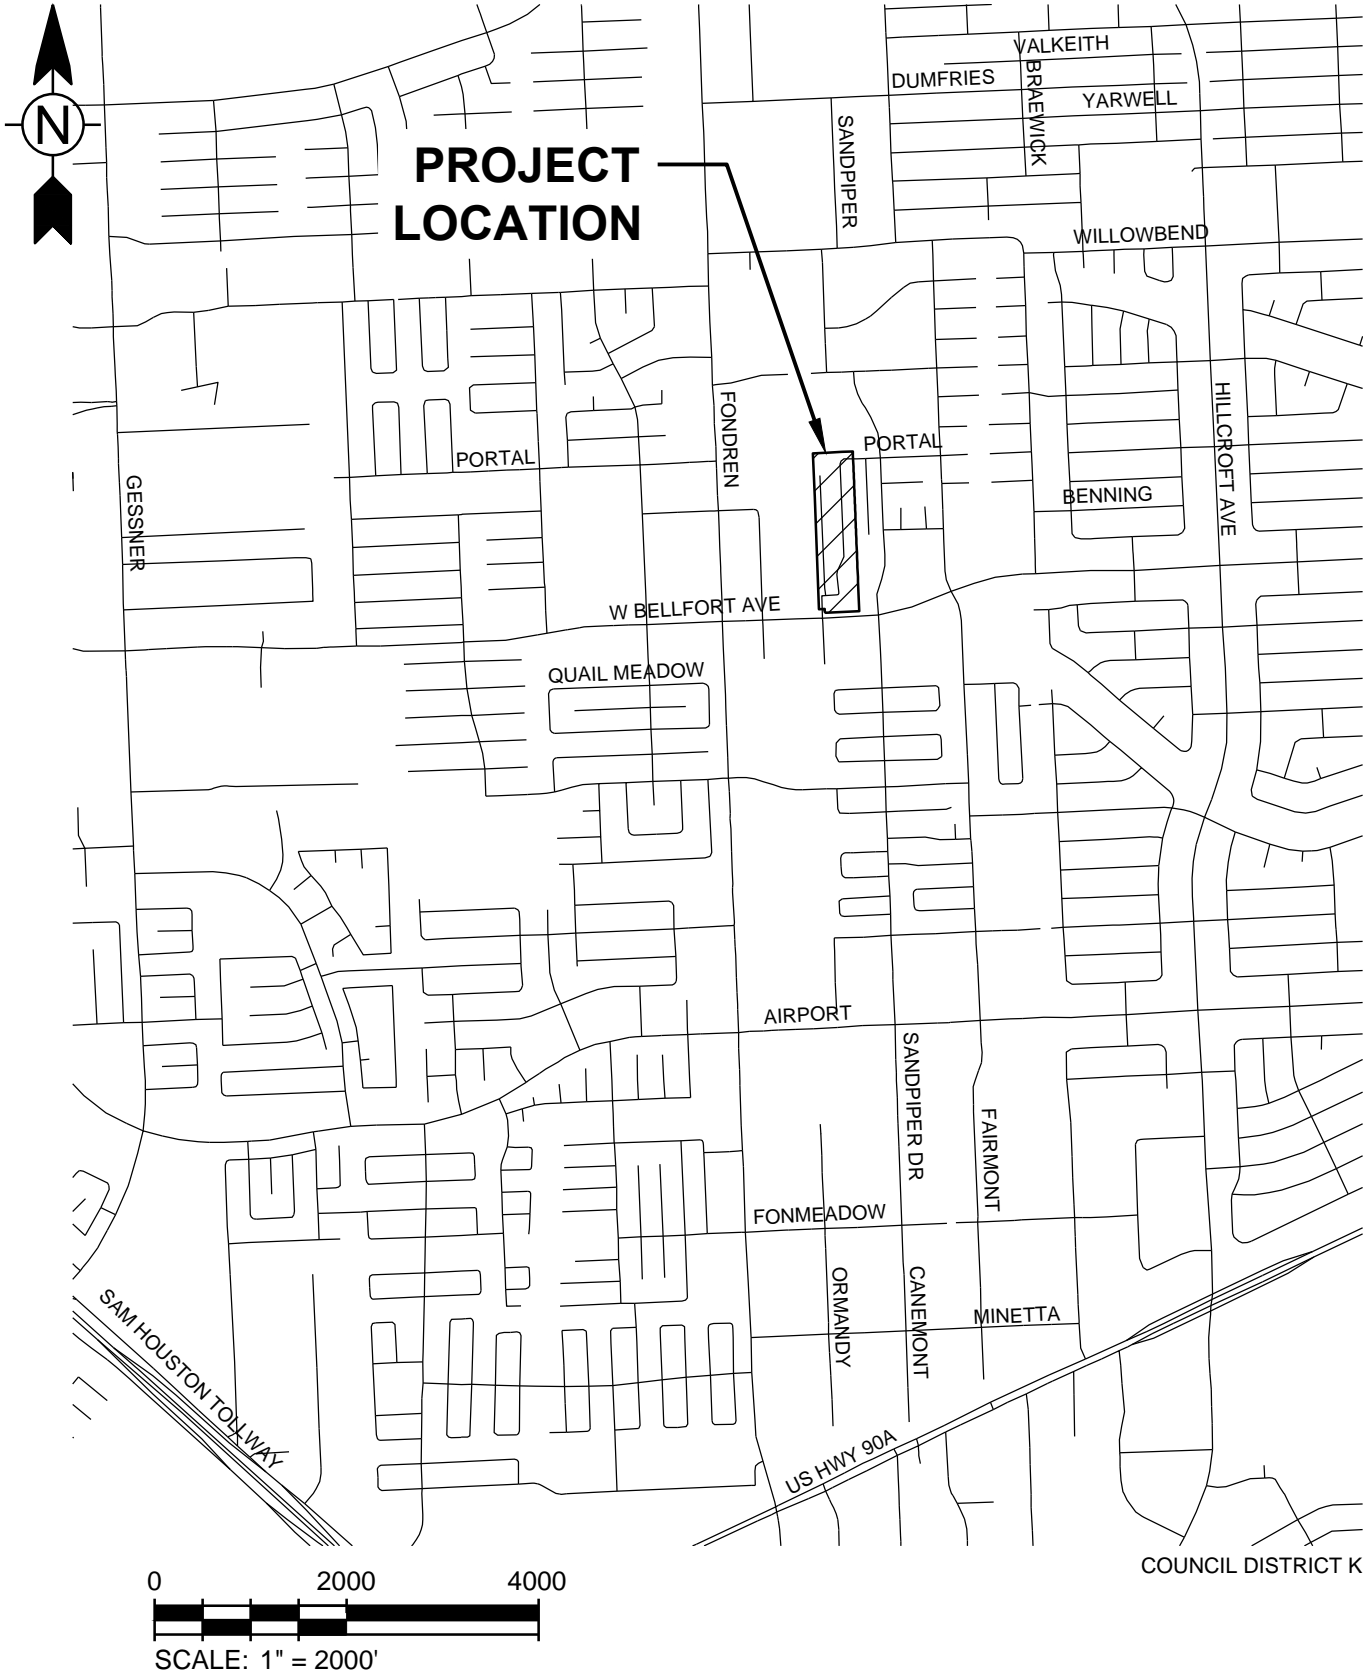 VALKEITH
DUMFRIES
BRAEWICK
YARWELL
N
SANDPIPER
PROJECT
LOCATION
WILLOWBEND
FONDREN
HILLCROFT AVE
PORTAL
PORTAL
GESSNER
BENNING
W BELLFORT AVE
QUAIL MEADOW
AIRPORT
SANDPIPER DR
FAIRMONT
FONMEADOW
ORMANDY
CANEMONT
MINETTA
SAM HOUSTON TOLLWAY
US HWY 90A
COUNCIL DISTRICT K
0 2000 4000
SCALE: 1" = 2000'